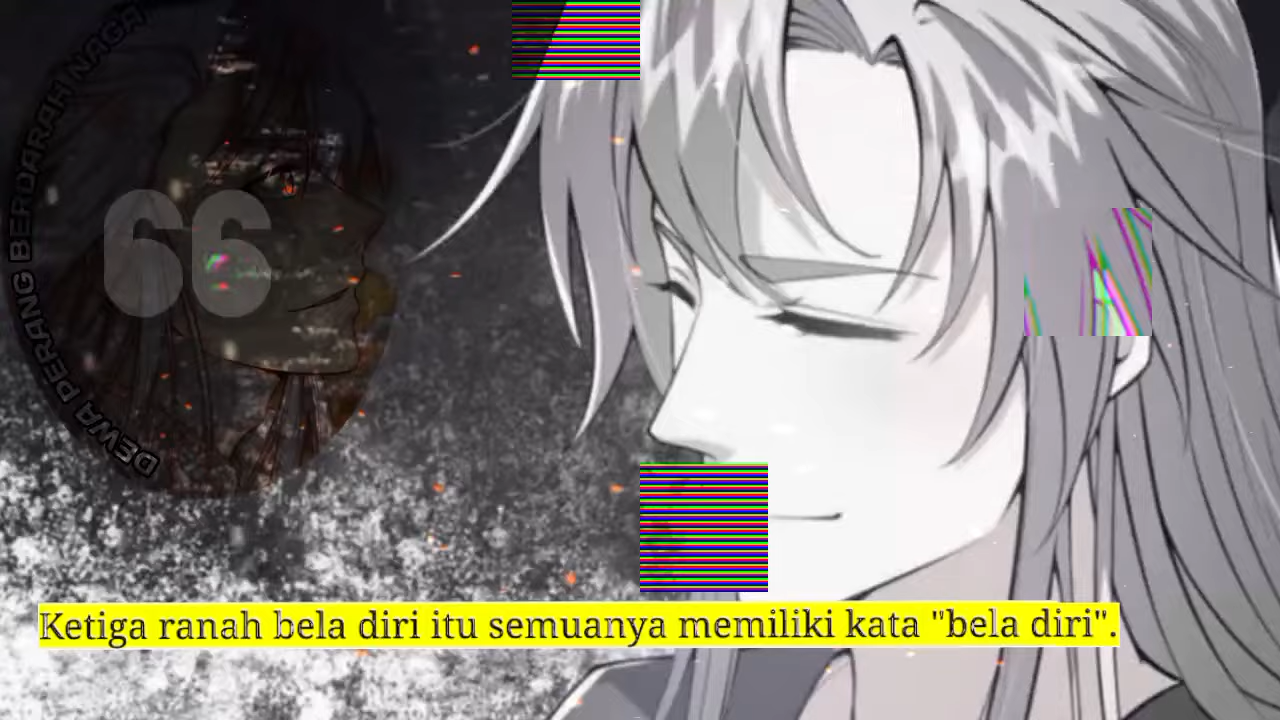 DEWA PERANG BERDARAH NAGA
66
Ketiga ranah bela diri itu semuanya memiliki kata "bela diri".